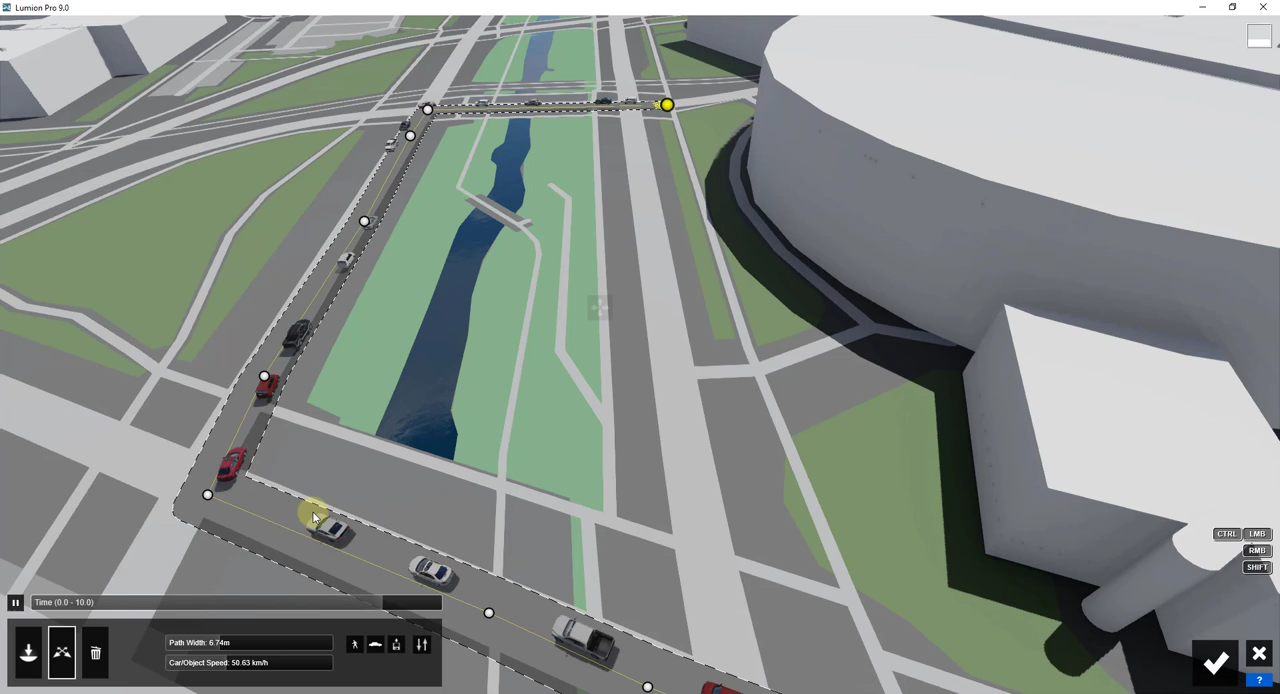 Lumion Pro 9.0
CTRL LMB
RMB
SHIFT
Time (0.0 - 10.0)
Path Width: 6.74m
Car/Object Speed: 50.63 km/h
?